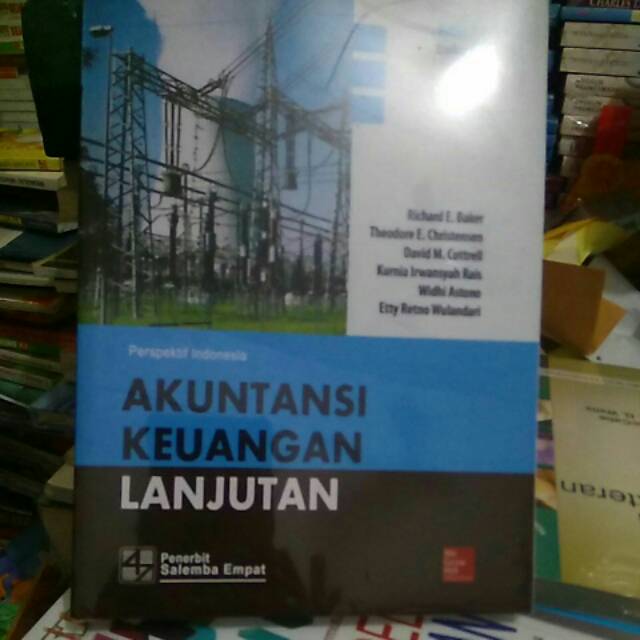 Richard E. Baker
Theodore E. Christensen
David M. Cottrell
Kurnia Irwansyah Rais
Widhi Astono
Etty Retno Wulandari
Perspektif Indonesia
AKUNTANSI
KEUANGAN
LANJUTAN
Penerbit
Salemba Empat